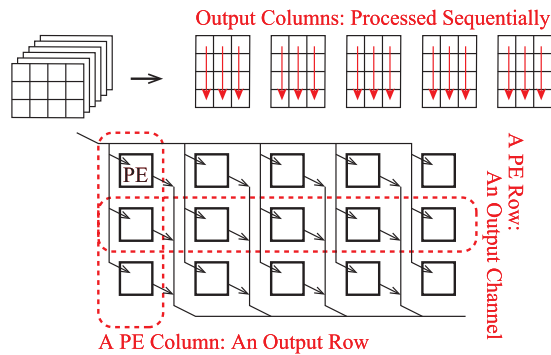 Output Columns: Processed Sequentially
PE
A PE Row:
An Output Channel
A PE Column: An Output Row